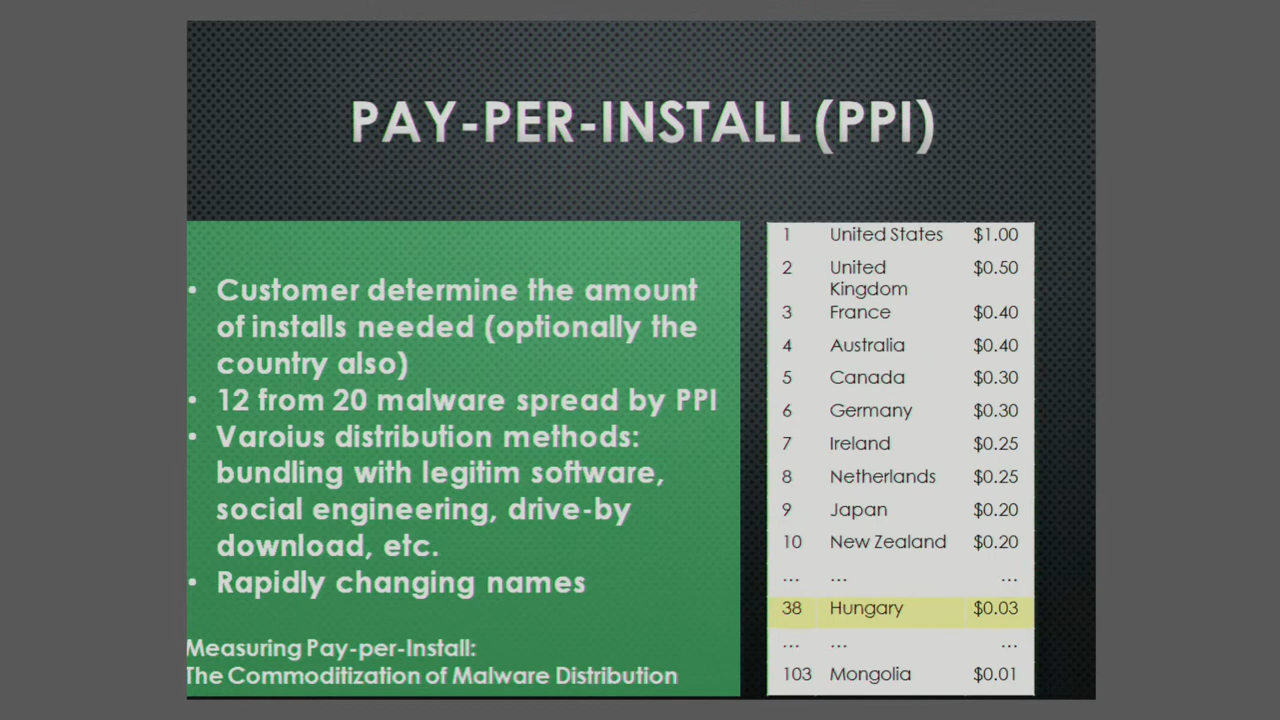 PAY-PER-INSTALL (PPI)
• Customer determine the amount
of installs needed (optionally the
country also)
• 12 from 20 malware spread by PPI
• Varoius distribution methods:
bundling with legitim software,
social engineering, drive-by
download, etc.
• Rapidly changing names
Measuring Pay-per-Install:
The Commoditization of Malware Distribution
1 United States $1.00
2 United $0.50
Kingdom
3 France $0.40
4 Australia $0.40
5 Canada $0.30
6 Germany $0.30
7 Ireland $0.25
8 Netherlands $0.25
9 Japan $0.20
10 New Zealand $0.20
... ... ...
38 Hungary $0.03
... ... ...
103 Mongolia $0.01